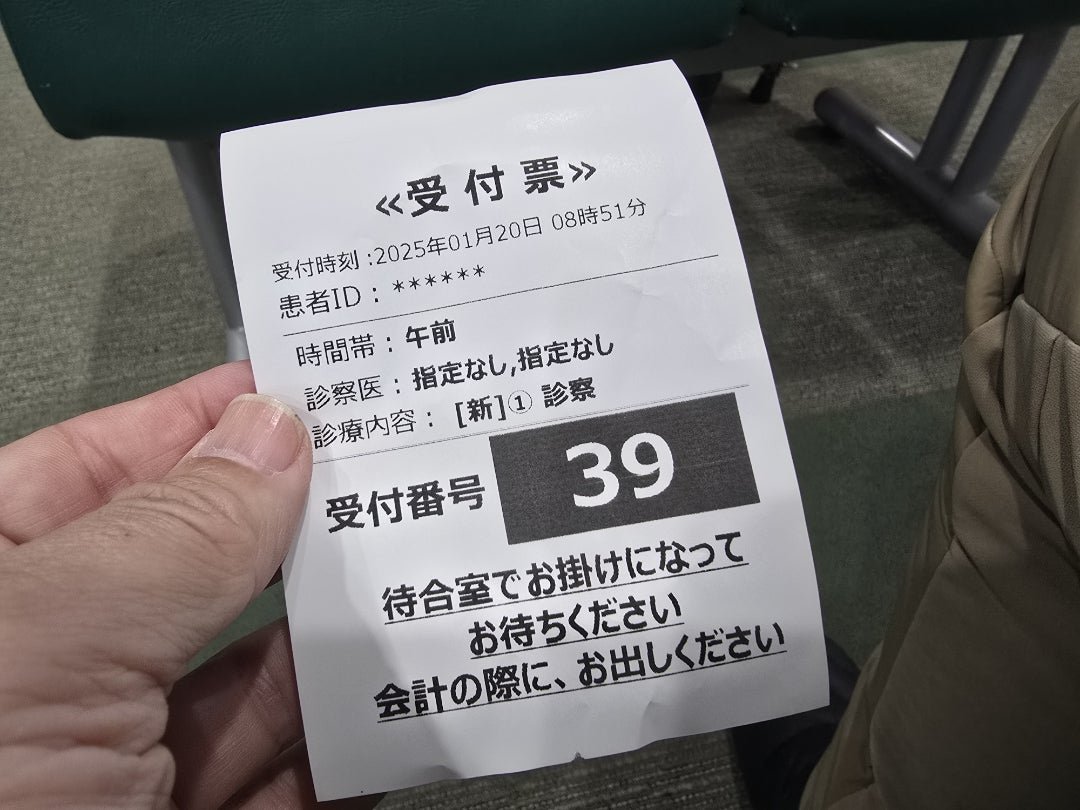 ≪受付票≫
受付時刻:2025年01月20日 08時51分
患者ID：******
時間帯：午前
診察医：指定なし,指定なし
診療内容：[新]① 診察
受付番号 39
待合室でお掛けになって
お待ちください
会計の際に、お出しください